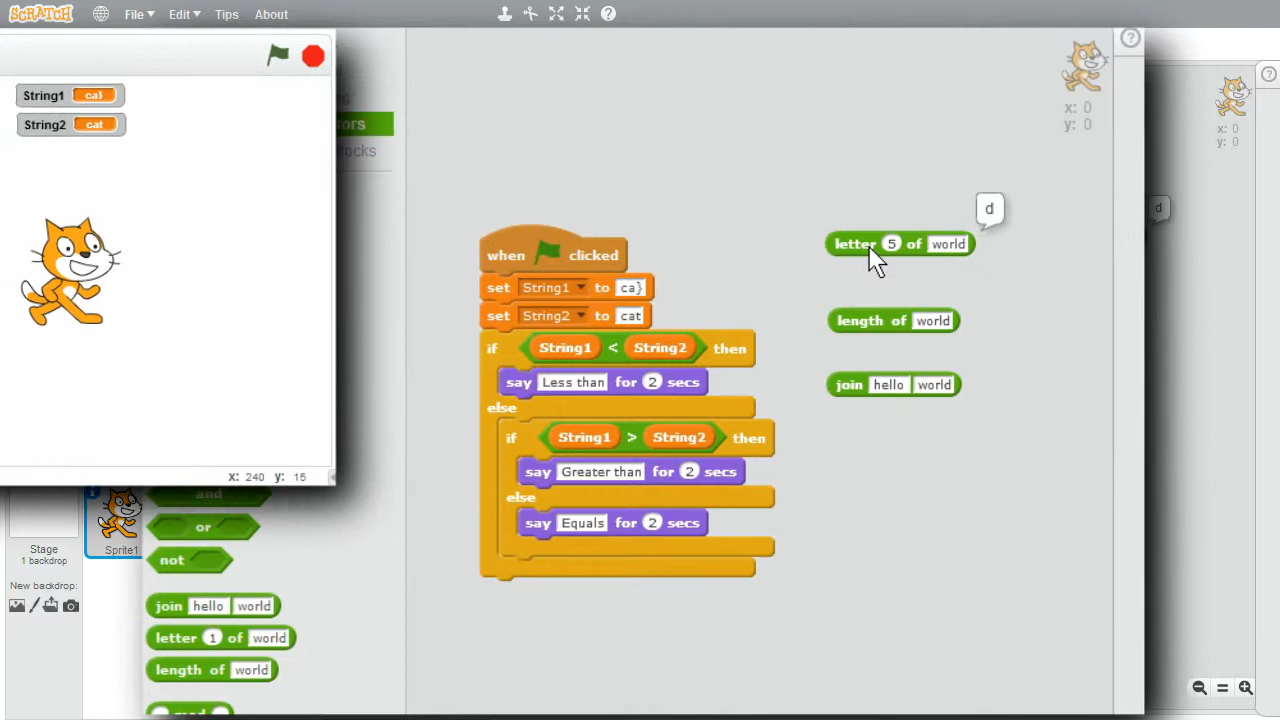 SCRATCH File Edit Tips About
String1 ca}
String2 cat
x: 240 y: 15
tors
locks
x: 0
y: 0
x: 0
y: 0
d
d
letter 5 of world
length of world
join hello world
when clicked
set String1 to ca}
set String2 to cat
if String1 < String2 then
say Less than for 2 secs
else
if String1 > String2 then
say Greater than for 2 secs
else
say Equals for 2 secs
Stage
1 backdrop
New backdrop:
Sprite1
and
or
not
join hello world
letter 1 of world
length of world